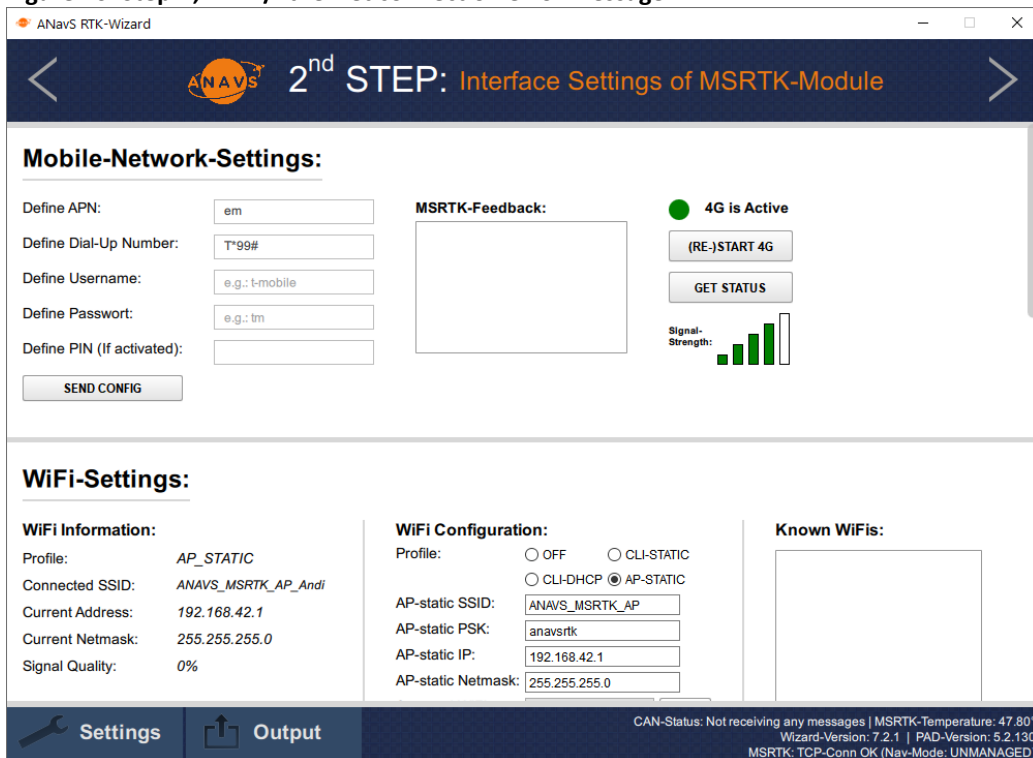 ANavS RTK-Wizard
ANAVS
2nd STEP: Interface Settings of MSRTK-Module
Mobile-Network-Settings:
Define APN:
em
Define Dial-Up Number:
T*99#
Define Username:
e.g.: t-mobile
Define Passwort:
e.g.: tm
Define PIN (If activated):
SEND CONFIG
MSRTK-Feedback:
4G is Active
(RE-)START 4G
GET STATUS
Signal-
Strength:
WiFi-Settings:
WiFi Information:
Profile: AP_STATIC
Connected SSID: ANAVS_MSRTK_AP_Andi
Current Address: 192.168.42.1
Current Netmask: 255.255.255.0
Signal Quality: 0%
WiFi Configuration:
Profile: OFF CLI-STATIC
CLI-DHCP AP-STATIC
AP-static SSID: ANAVS_MSRTK_AP
AP-static PSK: anavsrtk
AP-static IP: 192.168.42.1
AP-static Netmask: 255.255.255.0
Known WiFis:
Settings
Output
CAN-Status: Not receiving any messages | MSRTK-Temperature: 47.80°
Wizard-Version: 7.2.1 | PAD-Version: 5.2.130
MSRTK: TCP-Conn OK (Nav-Mode: UNMANAGED)